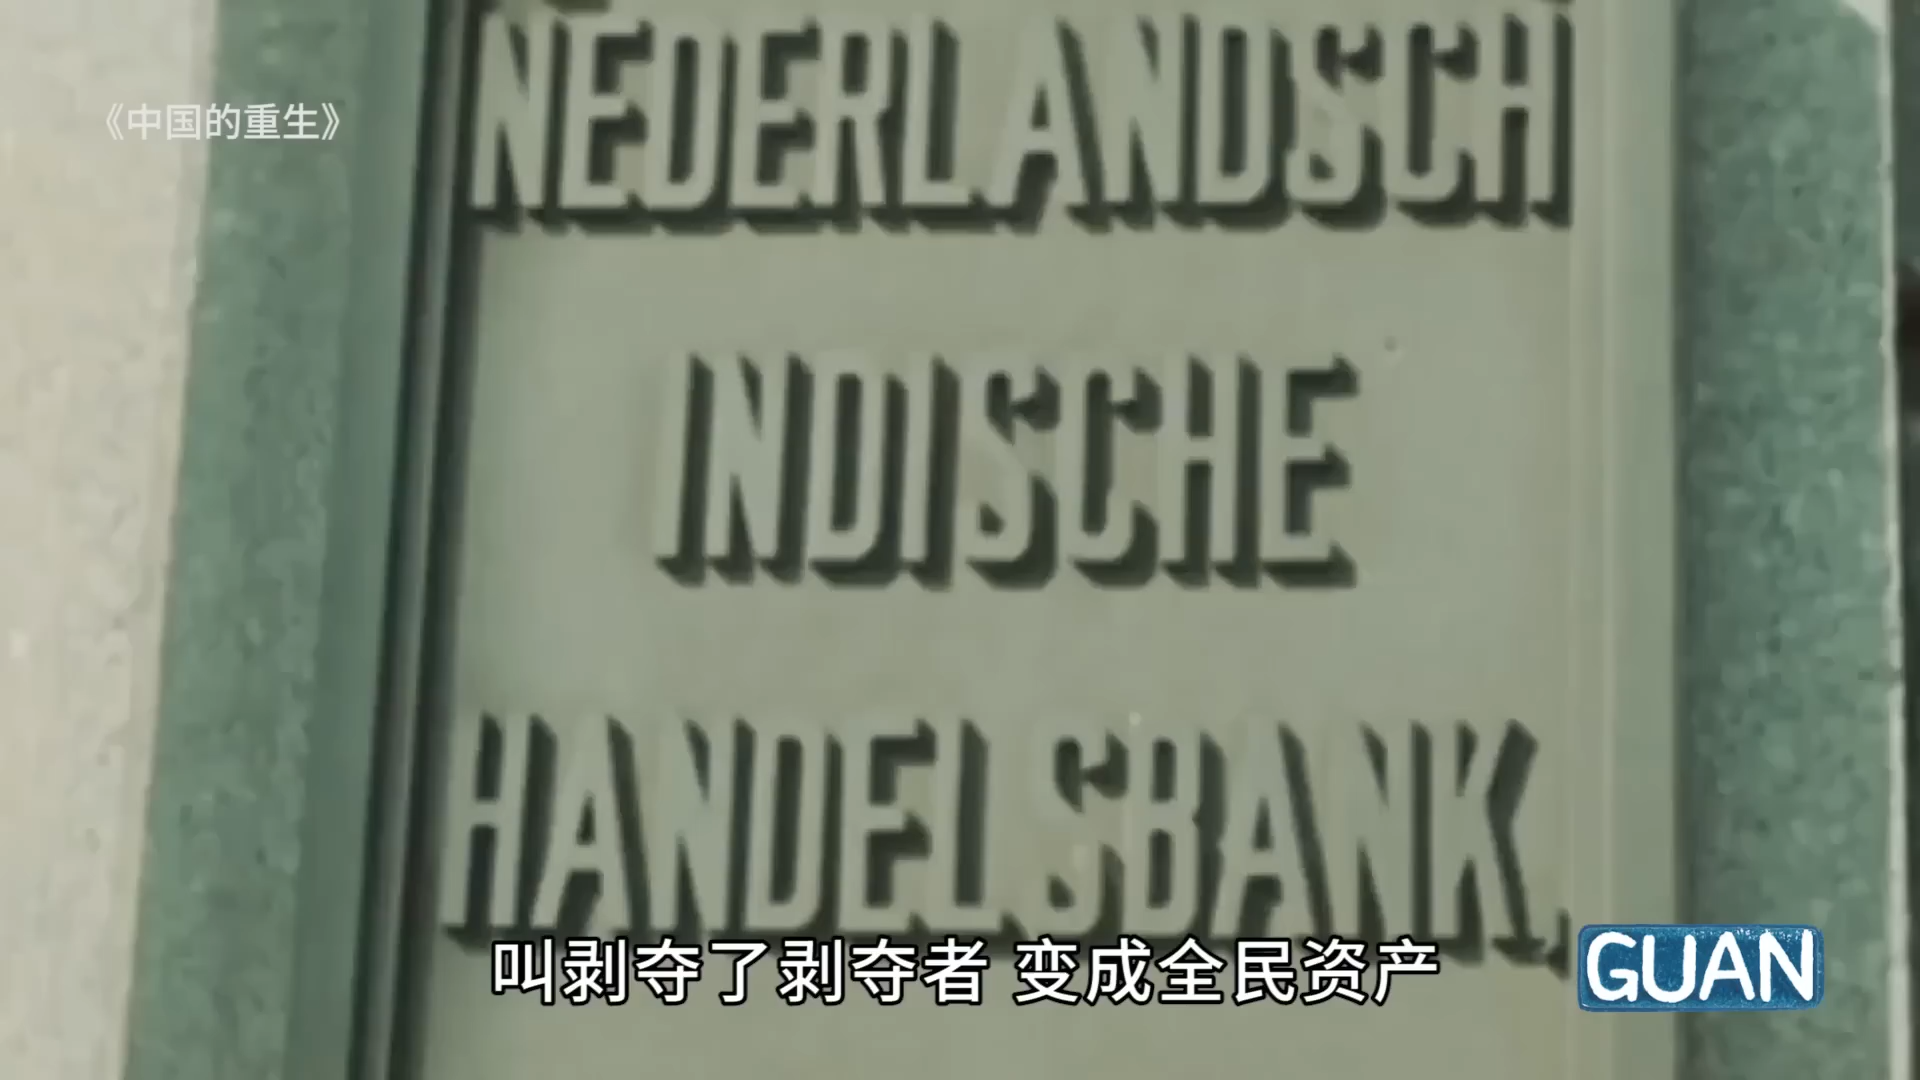 NEDERLANDSCH
《中国的重生》
INDISCHE
HANDELSBANK,
叫剥夺了剥夺者 变成全民资产
GUAN